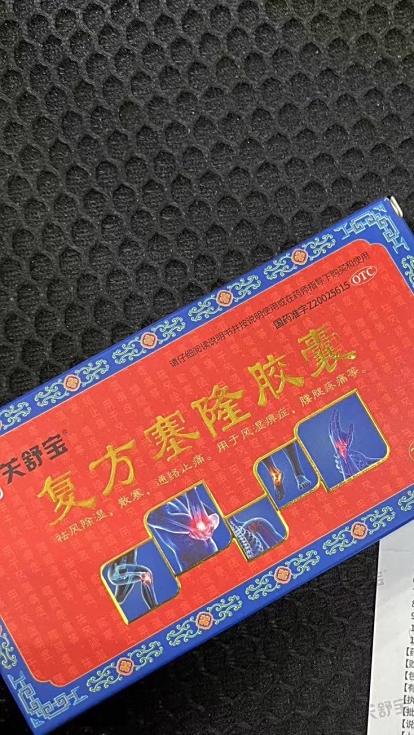 请仔细阅读说明书并按说明使用或在药师指导下购买和使用
国药准字Z20025615 OTC
关舒宝®
复方塞隆胶囊
祛风除湿，散寒，通络止痛。用于风湿痹症，腰腿疼痛等。